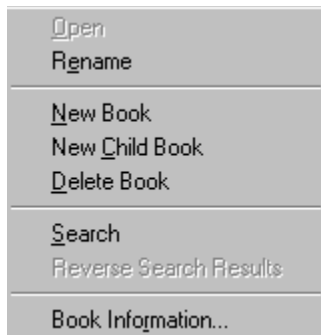 Open
Rename
New Book
New Child Book
Delete Book
Search
Reverse Search Results
Book Information...